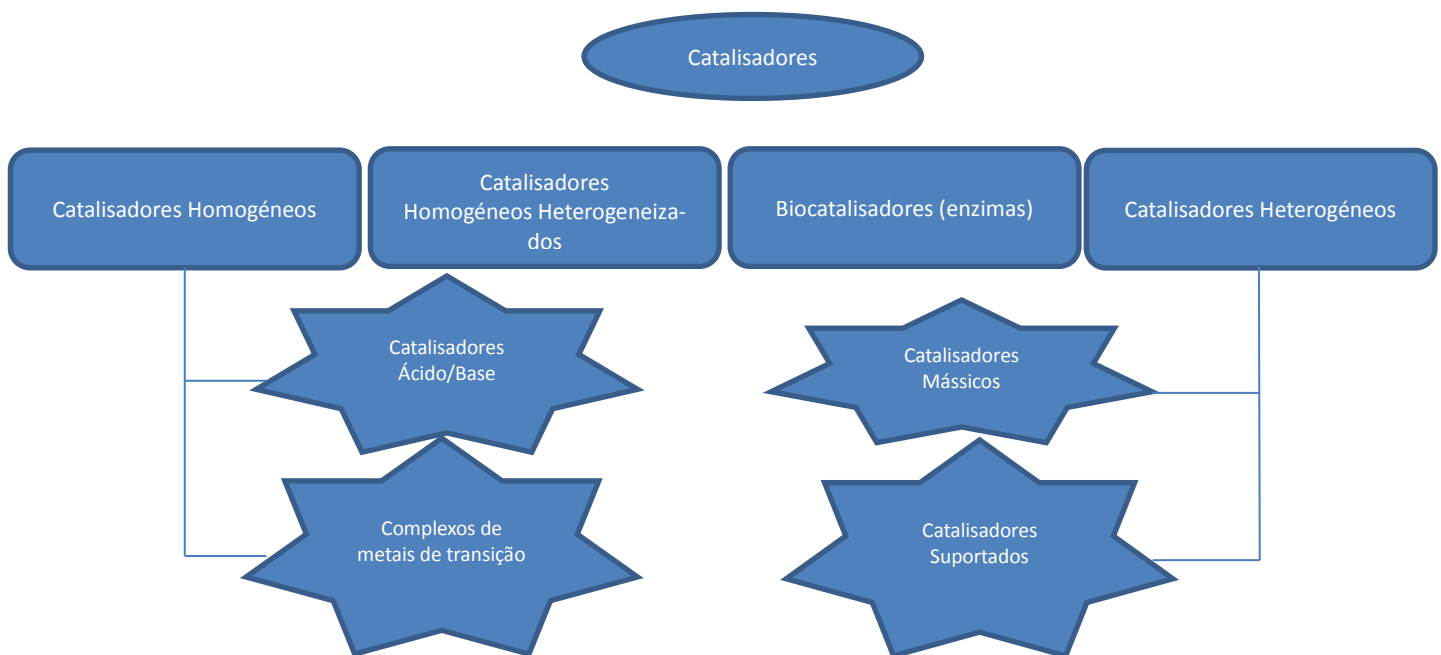 Catalisadores
Catalisadores Homogéneos
Catalisadores
Homogéneos Heterogeneiza-
dos
Biocatalisadores (enzimas)
Catalisadores Heterogéneos
Catalisadores
Ácido/Base
Catalisadores
Mássicos
Complexos de
metais de transição
Catalisadores
Suportados